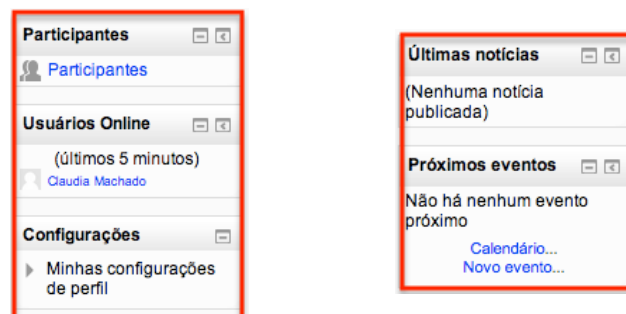 Participantes
Participantes
Usuários Online
(últimos 5 minutos)
Claudia Machado
Configurações
Minhas configurações
de perfil
Últimas notícias
(Nenhuma notícia
publicada)
Próximos eventos
Não há nenhum evento
próximo
Calendário...
Novo evento...